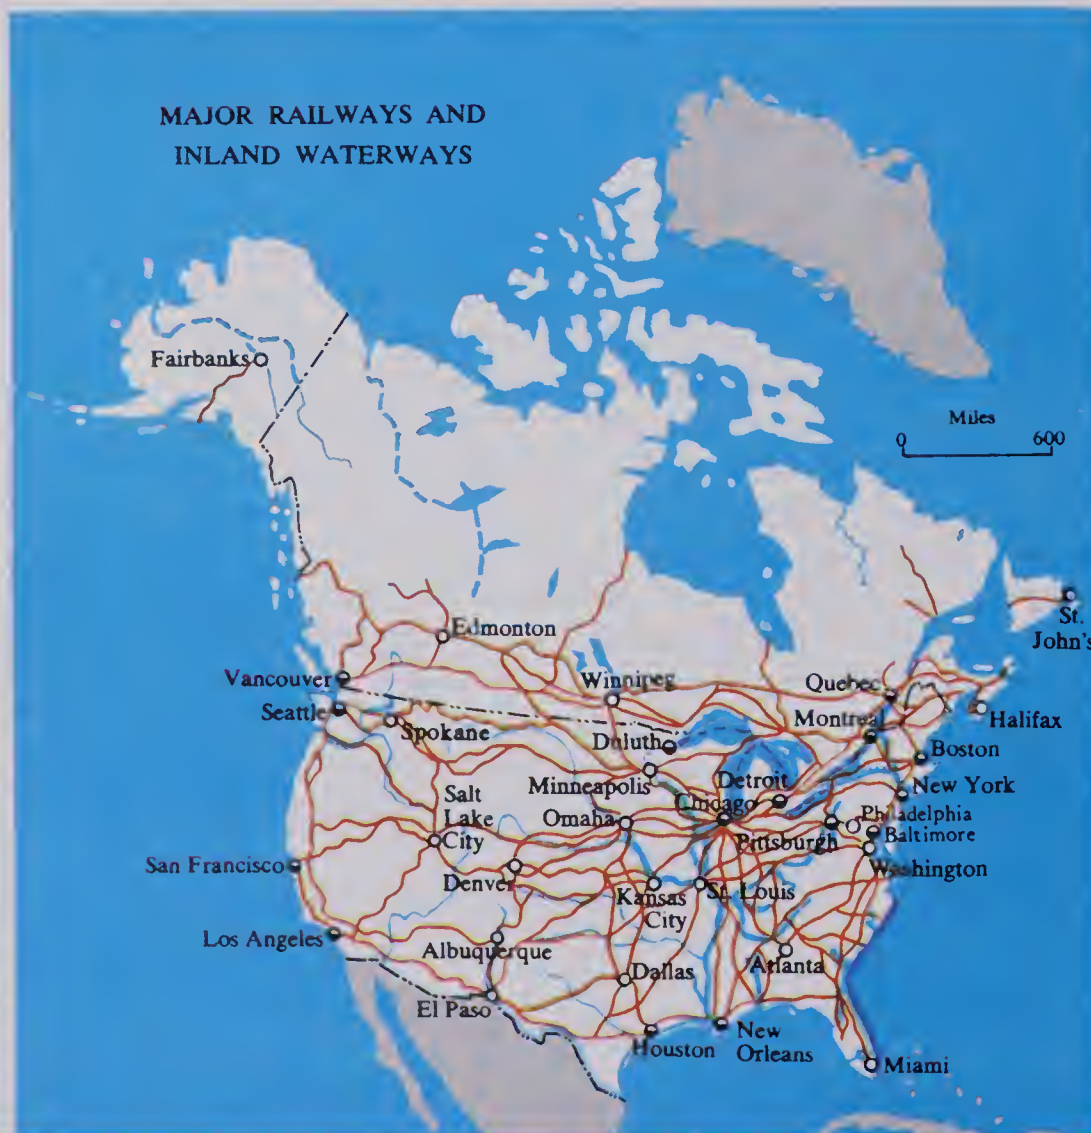 MAJOR RAILWAYS AND
INLAND WATERWAYS
Fairbanks
Miles
0 600
Edmonton
St.
John's
Vancouver
Winnipeg
Quebec
Seattle
Spokane
Duluth
Montreal
Halifax
Boston
Minneapolis
Detroit
New York
Salt
Lake
City
Omaha
Chicago
Philadelphia
Pittsburgh
Baltimore
San Francisco
Denver
Kansas
City
St. Louis
Washington
Los Angeles
Albuquerque
Dallas
Atlanta
El Paso
Houston
New
Orleans
Miami